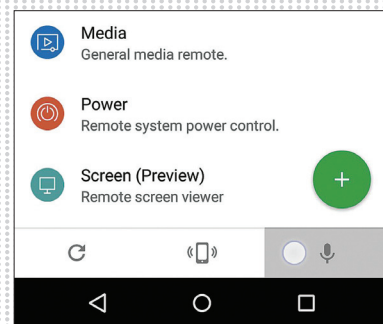 Media
General media remote.
Power
Remote system power control.
Screen (Preview)
Remote screen viewer